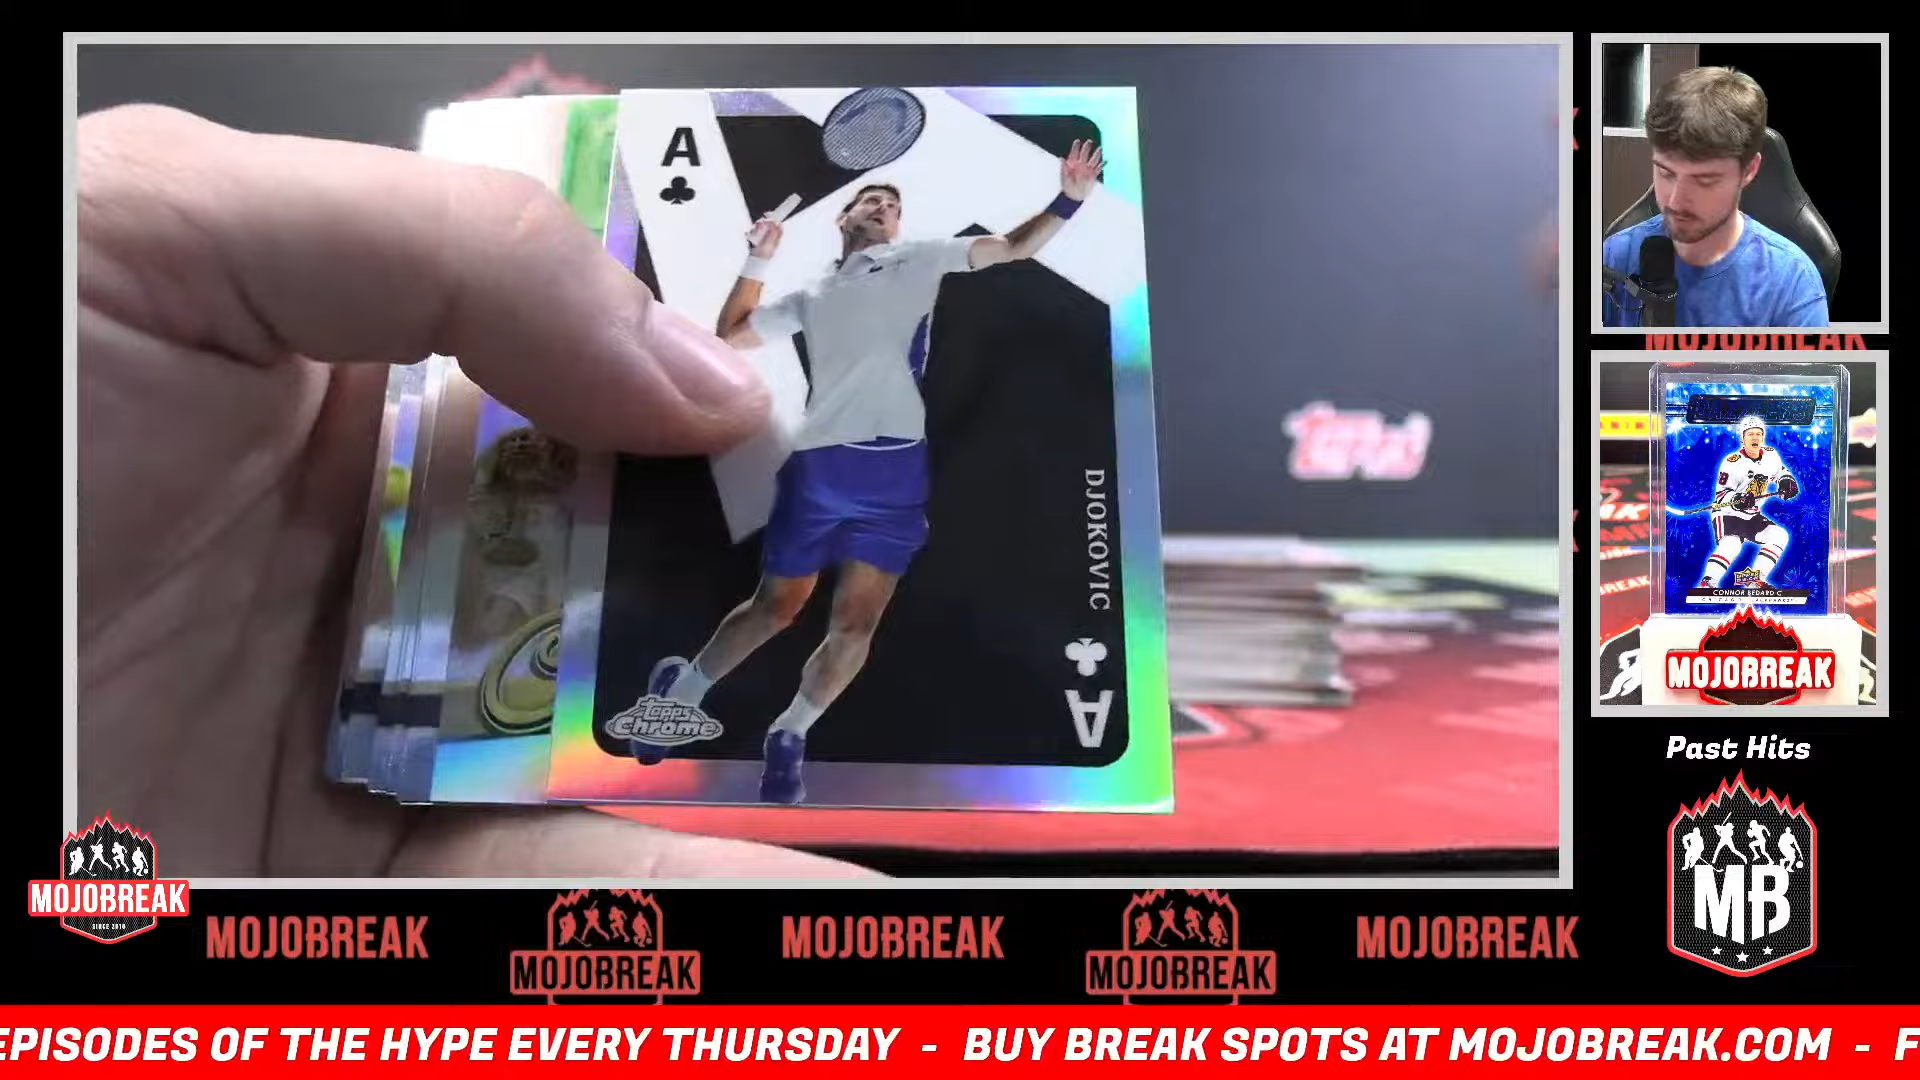 A
DJOKOVIC
A
Topps
Chrome
Topps
CONNOR BEDARD C
MOJOBREAK
Past Hits
MB
MOJOBREAK
SINCE 2010
MOJOBREAK
MOJOBREAK
MOJOBREAK
MOJOBREAK
MOJOBREAK
EPISODES OF THE HYPE EVERY THURSDAY - BUY BREAK SPOTS AT MOJOBREAK.COM - F